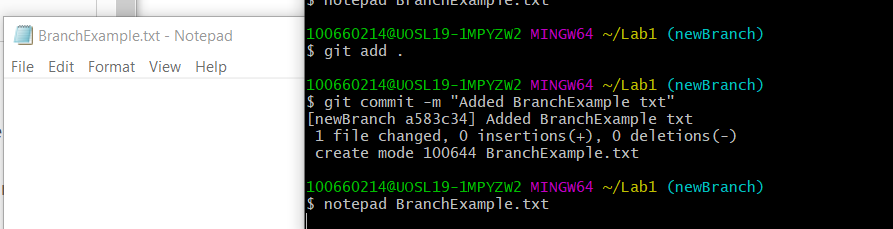 BranchExample.txt - Notepad
File Edit Format View Help
$ notepad BranchExample.txt
100660214@UOSL19-1MPYZW2 MINGW64 ~/Lab1 (newBranch)
$ git add .
100660214@UOSL19-1MPYZW2 MINGW64 ~/Lab1 (newBranch)
$ git commit -m "Added BranchExample txt"
[newBranch a583c34] Added BranchExample txt
1 file changed, 0 insertions(+), 0 deletions(-)
create mode 100644 BranchExample.txt
100660214@UOSL19-1MPYZW2 MINGW64 ~/Lab1 (newBranch)
$ notepad BranchExample.txt